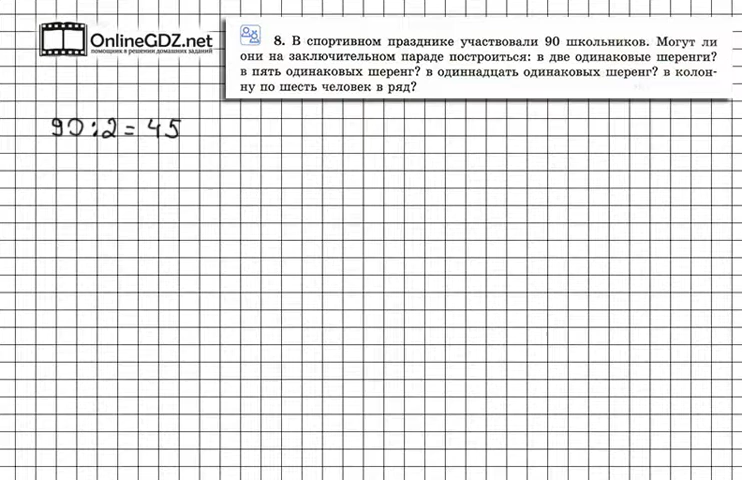 OnlineGDZ.net
помощник в решении домашних заданий
8. В спортивном празднике участвовали 90 школьников. Могут ли
они на заключительном параде построиться: в две одинаковые шеренги?
в пять одинаковых шеренг? в одиннадцать одинаковых шеренг? в колон-
ну по шесть человек в ряд?
90:2=45